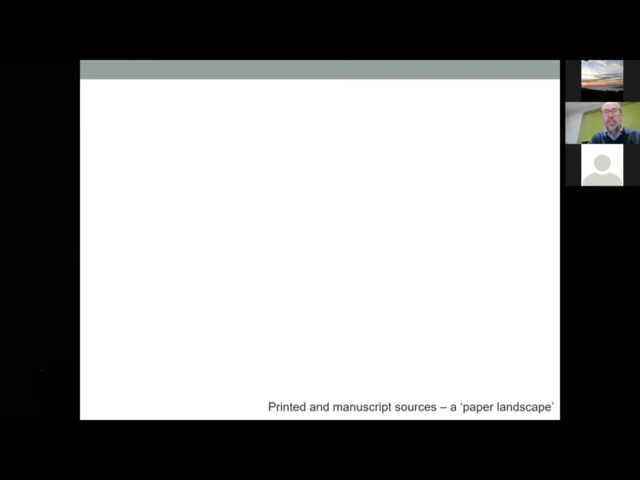 Printed and manuscript sources – a ‘paper landscape’